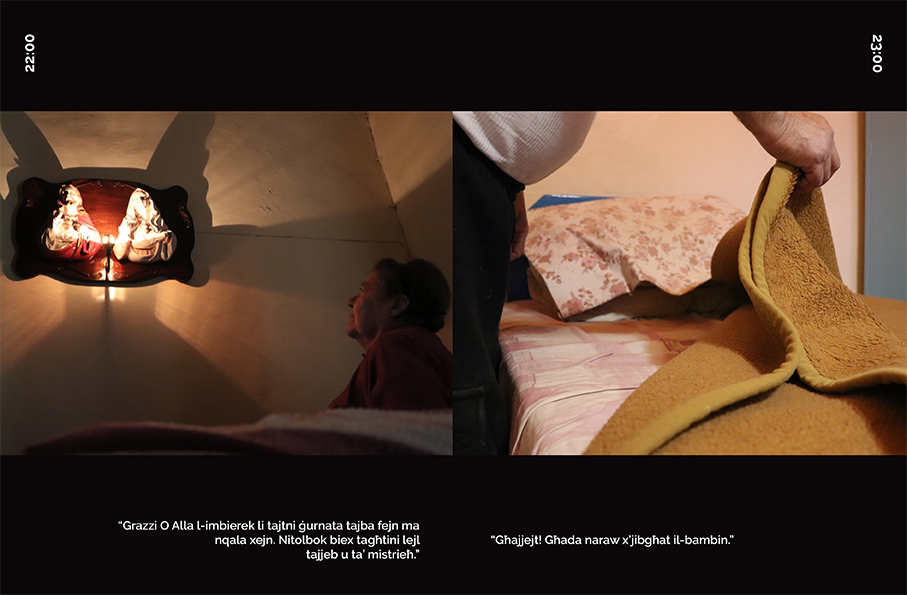 22:00
23:00
“Grazzi O Alla l-imbierek li tajtni ġurnata tajba fejn ma
nqala xejn. Nitolbok biex tagħtini lejl
tajjeb u ta’ mistrieħ.”
“Għajjejt! Għada naraw x’jibgħat il-bambin.”